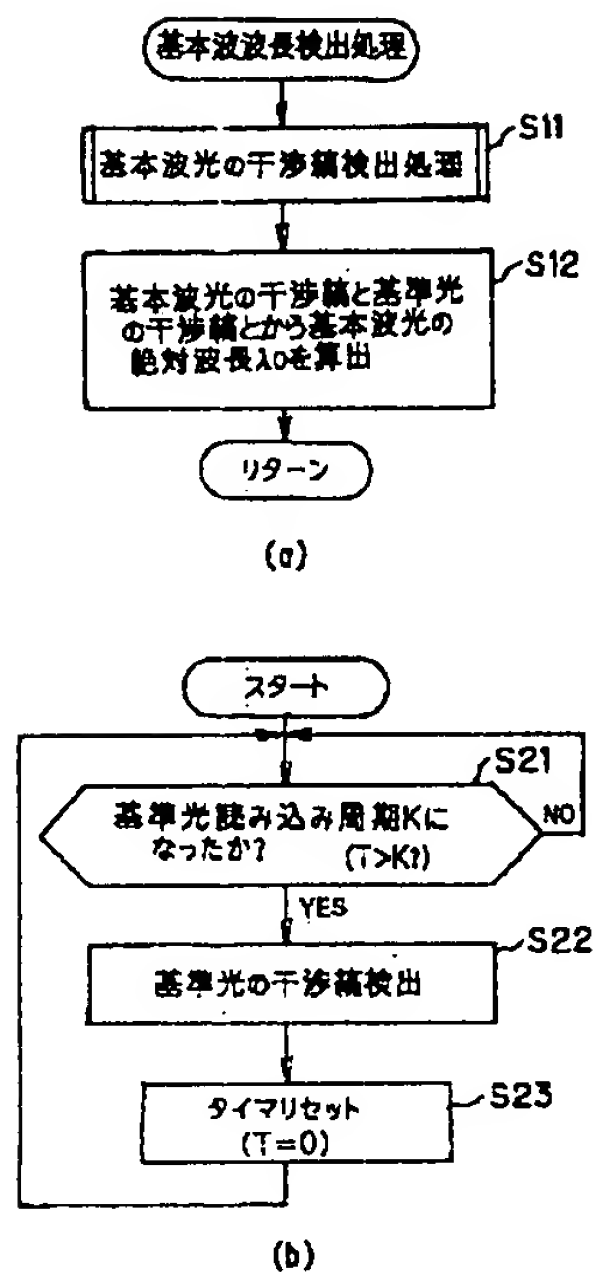 基本波波長検出処理
S11
基本波光の干渉縞検出処理
S12
基本波光の干渉縞と基準光
の干渉縞とから基本波光の
絶対波長λ0を算出
リターン
(a)
スタート
S21
基準光読み込み周期Kに
なったか? (T>K?)
NO
YES
S22
基準光の干渉縞検出
S23
タイマリセット
(T=0)
(b)